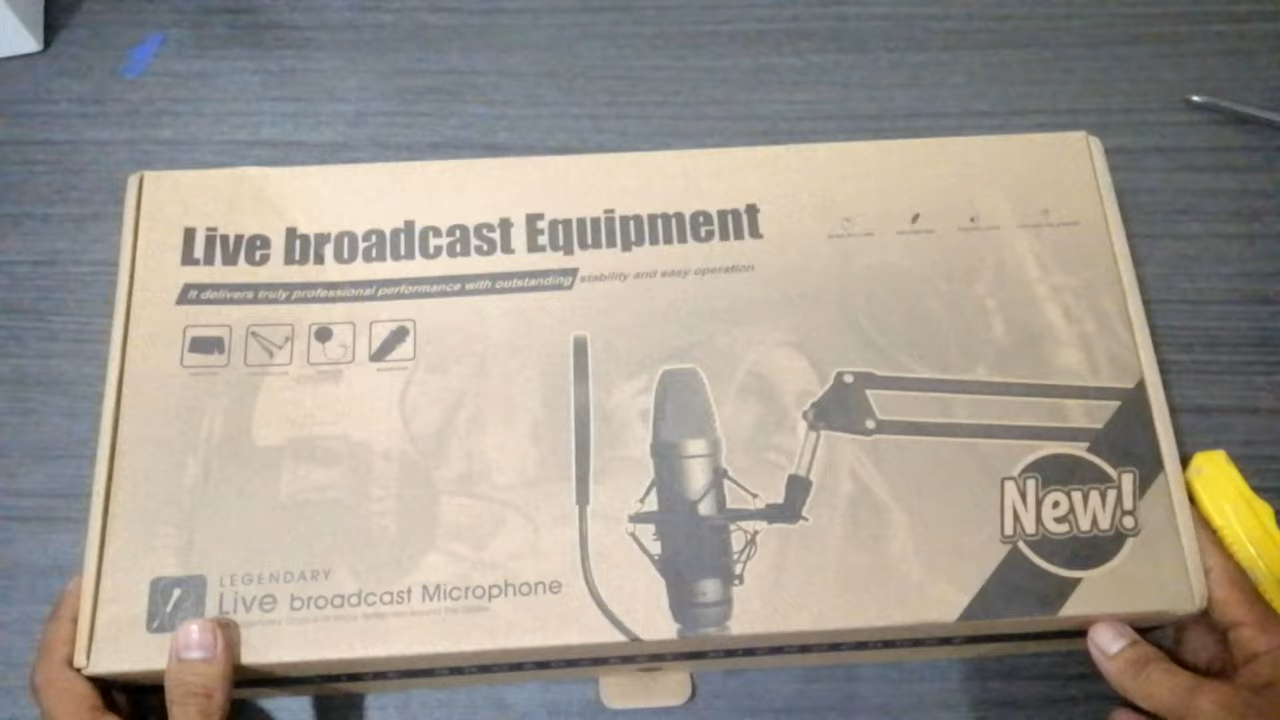 Live broadcast Equipment
It delivers truly professional performance with outstanding stability and easy operation
New!
LEGENDARY
Live broadcast Microphone